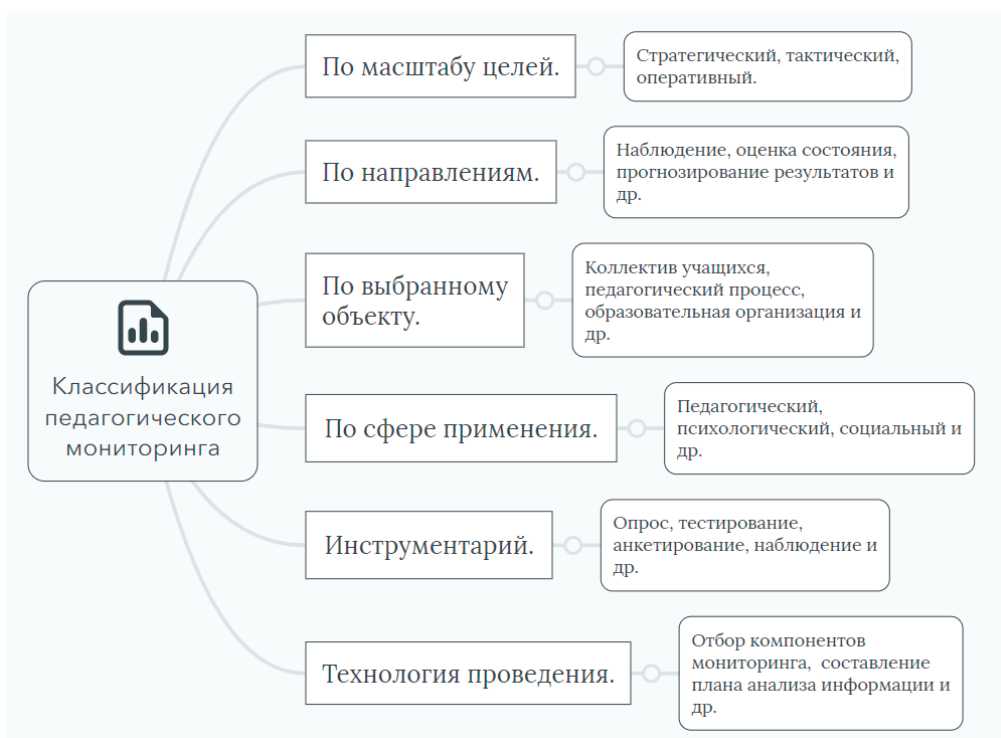 По масштабу целей.
Стратегический, тактический,
оперативный.
По направлениям.
Наблюдение, оценка состояния,
прогнозирование результатов и
др.
По выбранному
объекту.
Коллектив учащихся,
педагогический процесс,
образовательная организация и
др.
Классификация
педагогического
мониторинга
По сфере применения.
Педагогический,
психологический, социальный и
др.
Инструментарий.
Опрос, тестирование,
анкетирование, наблюдение и
др.
Технология проведения.
Отбор компонентов
мониторинга, составление
плана анализа информации и
др.